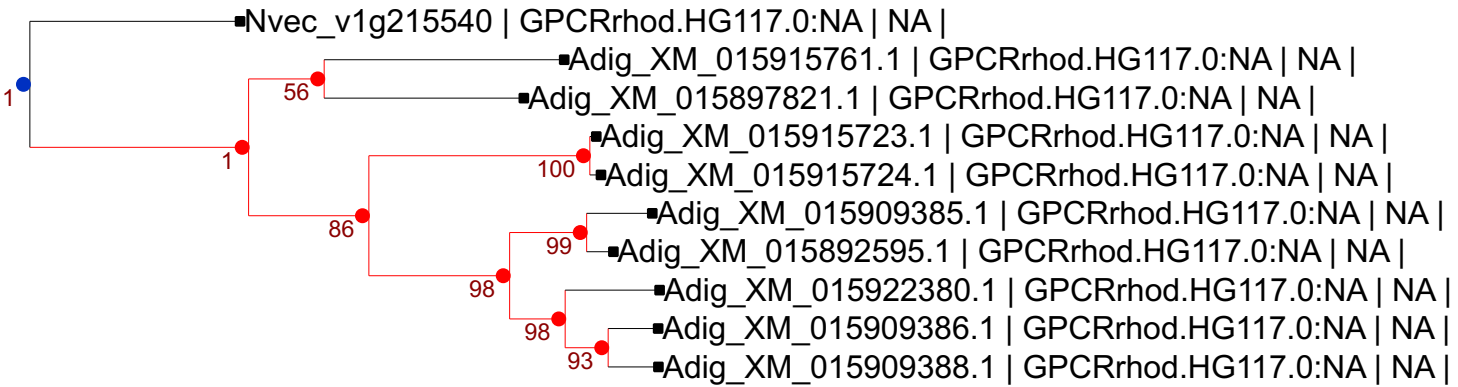 Nvec_v1g215540 | GPCRrhod.HG117.0:NA | NA |
Adig_XM_015915761.1 | GPCRrhod.HG117.0:NA | NA |
1
56
Adig_XM_015897821.1 | GPCRrhod.HG117.0:NA | NA |
Adig_XM_015915723.1 | GPCRrhod.HG117.0:NA | NA |
1
100
Adig_XM_015915724.1 | GPCRrhod.HG117.0:NA | NA |
Adig_XM_015909385.1 | GPCRrhod.HG117.0:NA | NA |
86
99
Adig_XM_015892595.1 | GPCRrhod.HG117.0:NA | NA |
98
Adig_XM_015922380.1 | GPCRrhod.HG117.0:NA | NA |
98
Adig_XM_015909386.1 | GPCRrhod.HG117.0:NA | NA |
93
Adig_XM_015909388.1 | GPCRrhod.HG117.0:NA | NA |